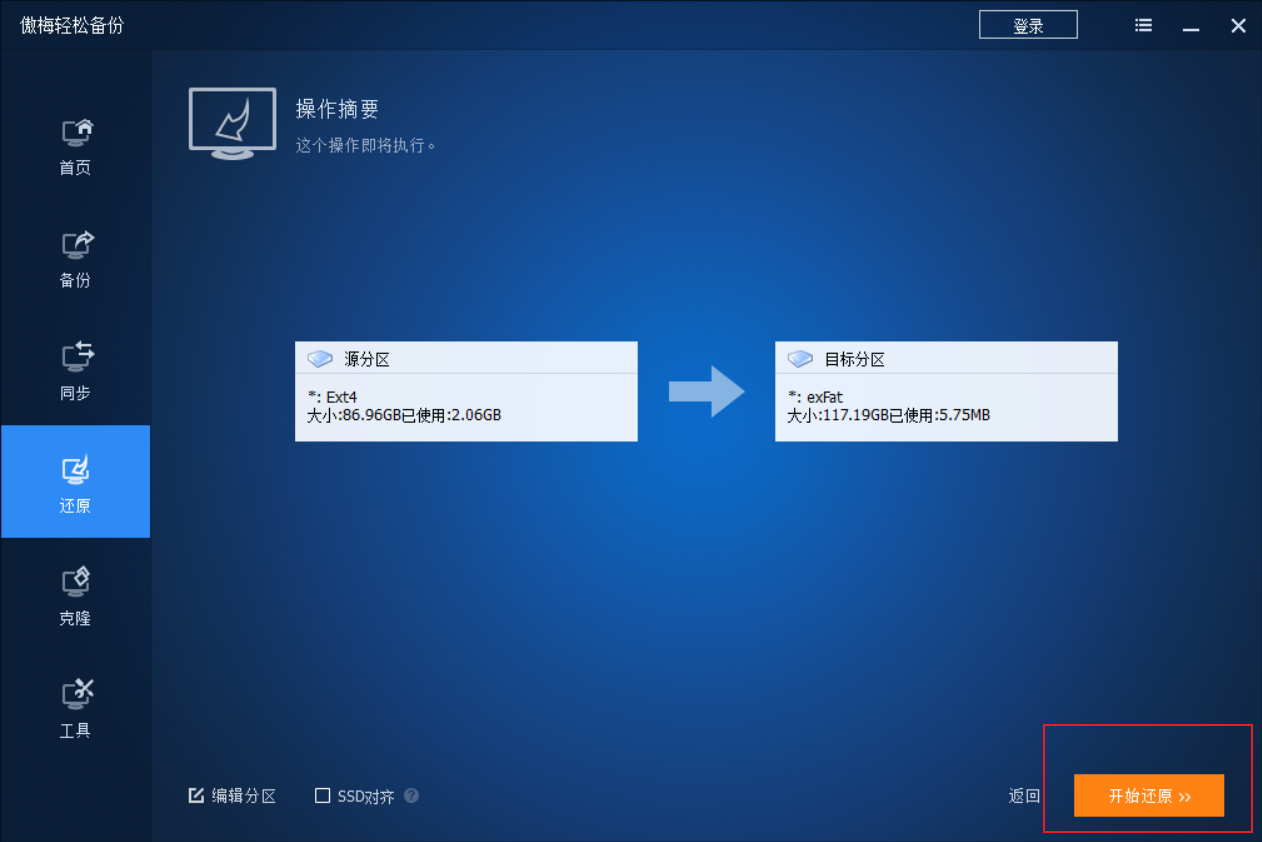 傲梅轻松备份
登录
首页
备份
同步
还原
克隆
工具
操作摘要
这个操作即将执行。
源分区
*: Ext4
大小:86.96GB已使用:2.06GB
目标分区
*: exFat
大小:117.19GB已使用:5.75MB
编辑分区
SSD对齐
?
返回
开始还原 >>